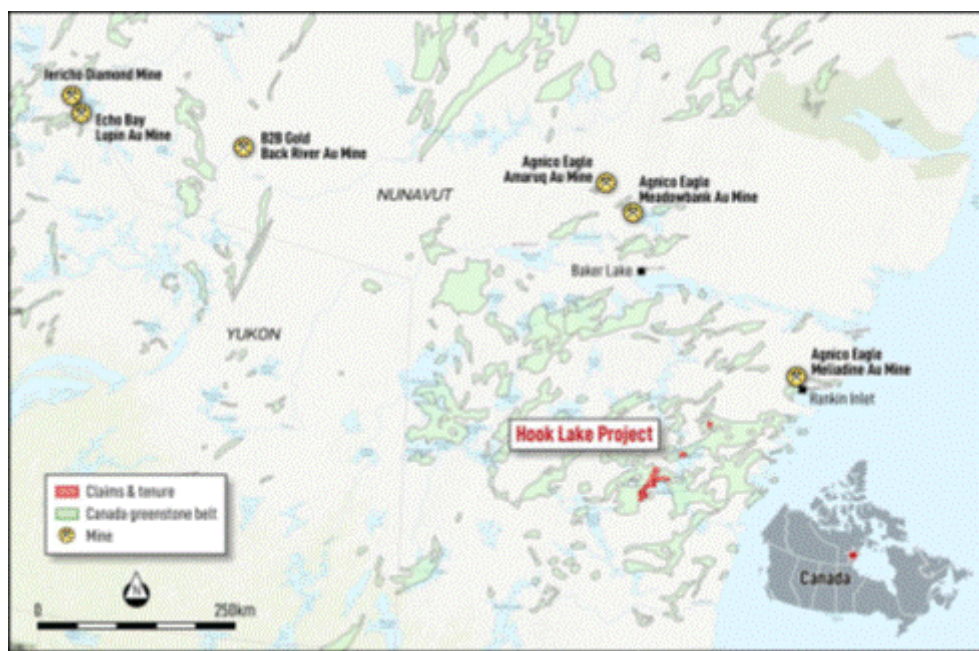 Jericho Diamond Mine
Echo Bay
Lupin Au Mine
B2B Gold
Back River Au Mine
Agnico Eagle
Amaruq Au Mine
Agnico Eagle
Meadowbank Au Mine
NUNAVUT
Baker Lake
YUKON
Agnico Eagle
Meliadine Au Mine
Rankin Inlet
Hook Lake Project
Claims & tenure
Canada greenstone belt
Mine
N
0
250km
Canada